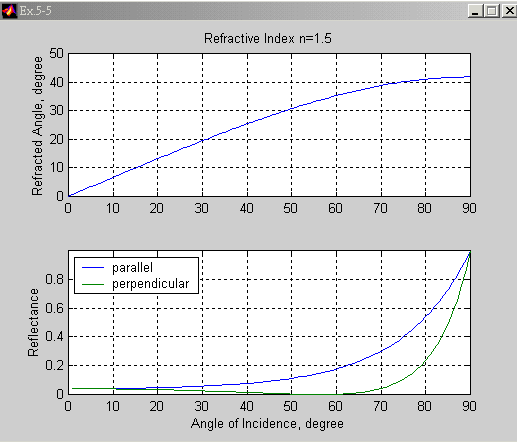 Ex.5-5
Refractive Index n=1.5
Refracted Angle, degree
50
40
30
20
10
0
0 10 20 30 40 50 60 70 80 90
parallel
perpendicular
Reflectance
0.8
0.6
0.4
0.2
0
0 10 20 30 40 50 60 70 80 90
Angle of Incidence, degree